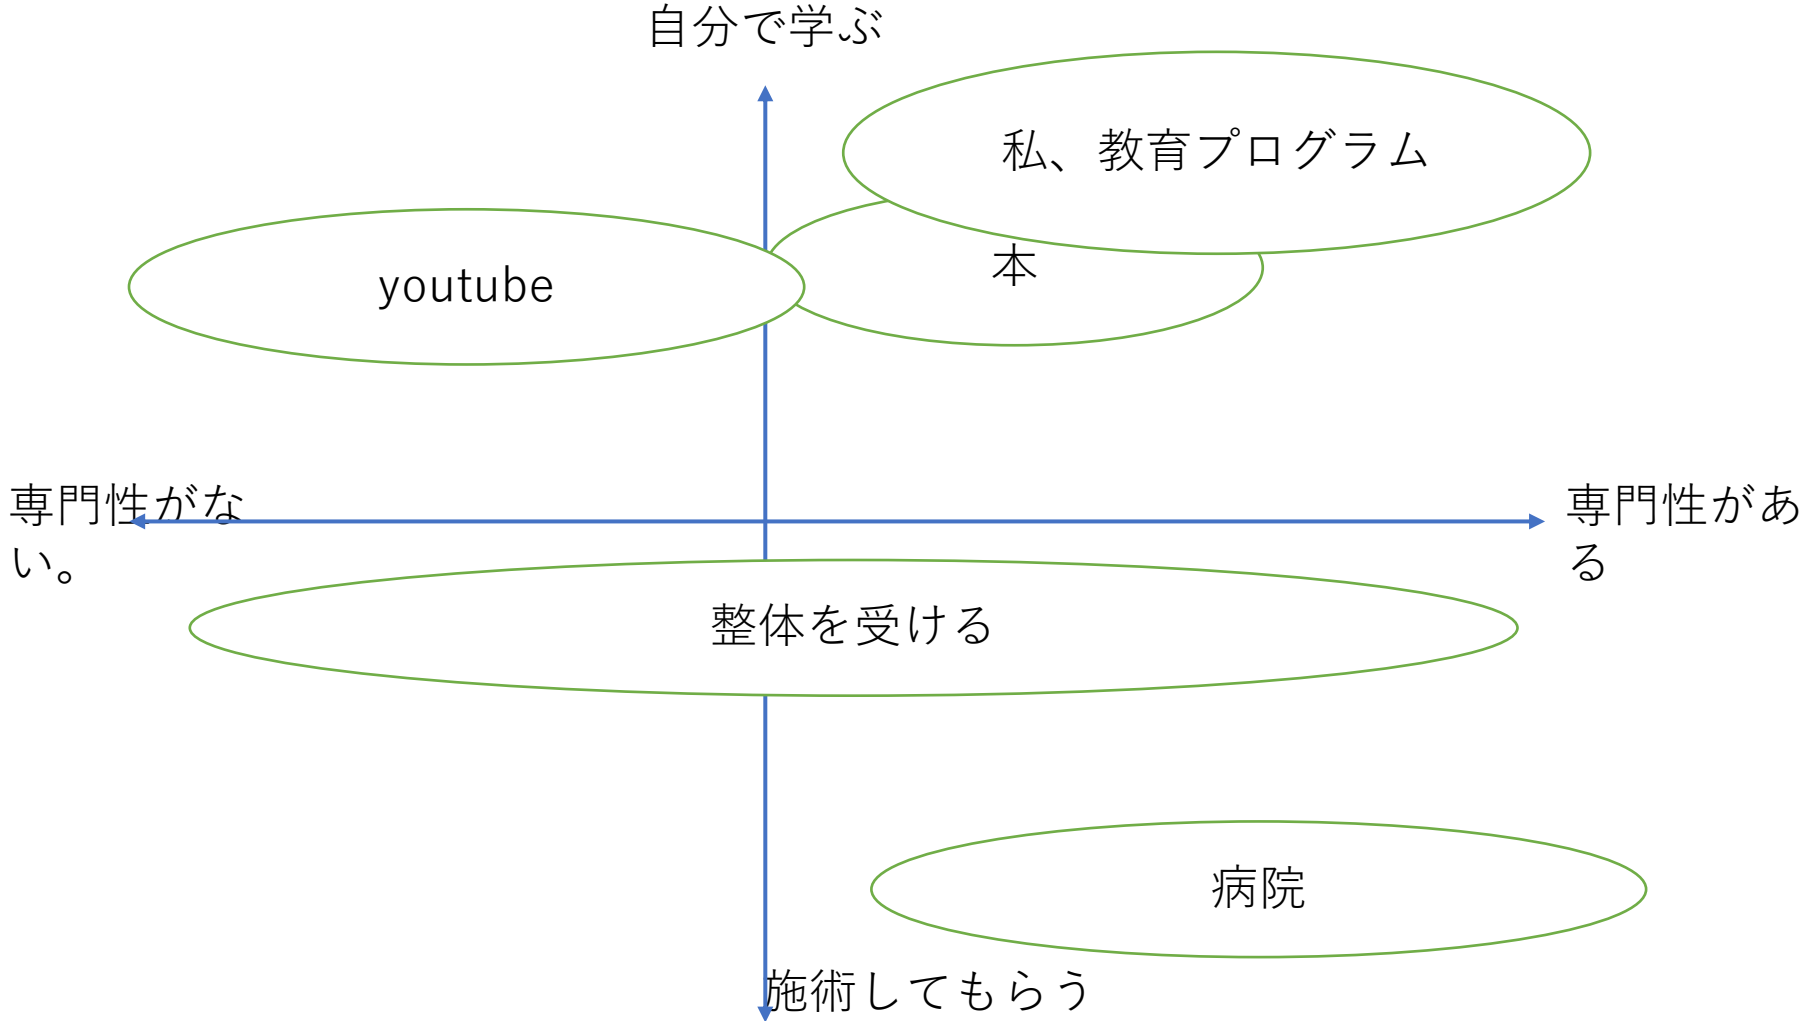 自分で学ぶ
私、教育プログラム
本
youtube
専門性がな
い。
専門性があ
る
整体を受ける
病院
施術してもらう